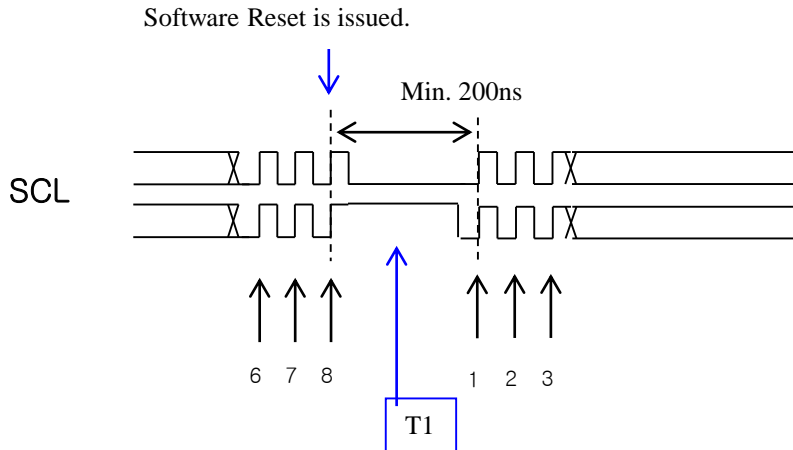 Software Reset is issued.
Min. 200ns
SCL
6 7 8 1 2 3
T1